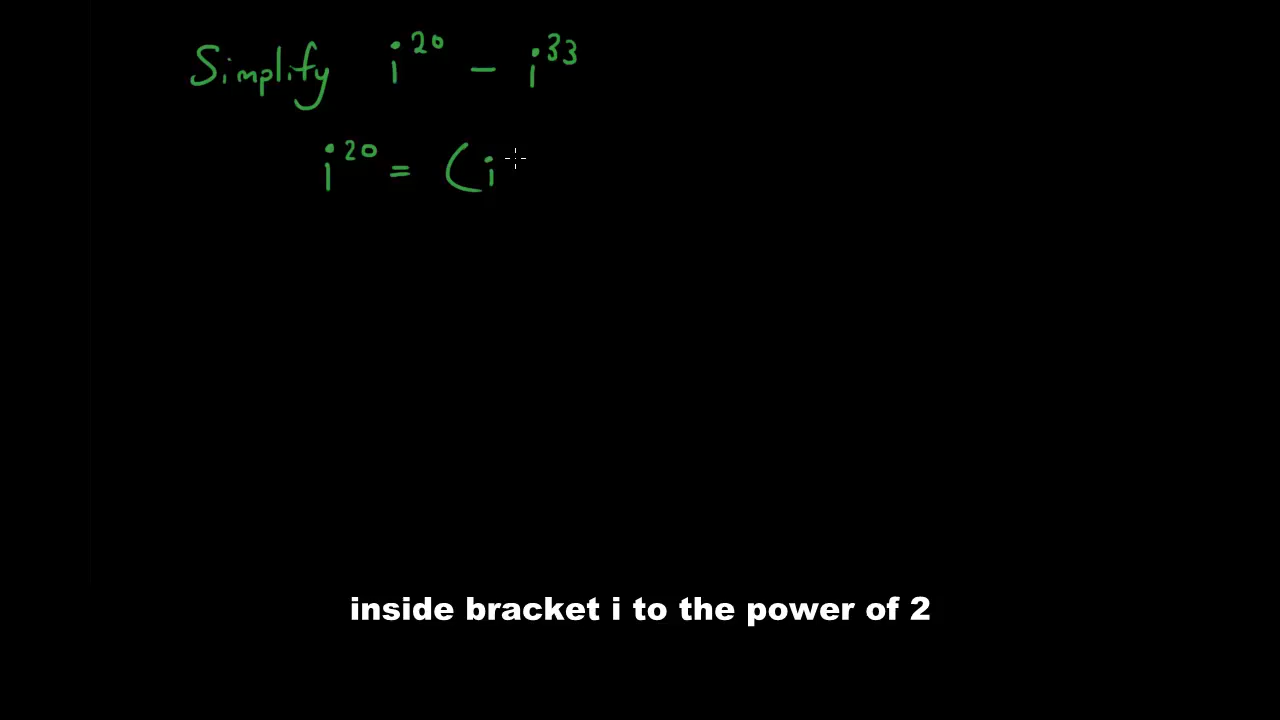 Simplify i²⁰ - i³³
i²⁰ = (i
inside bracket i to the power of 2